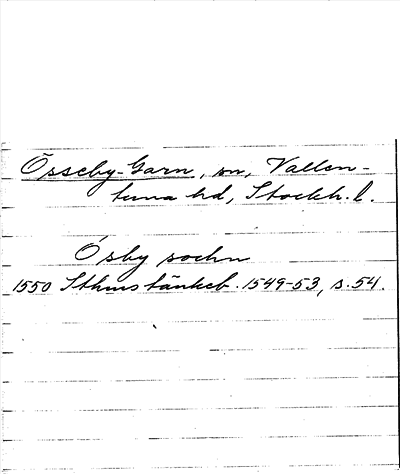 Össeby-Garn, sn, Vallen-
tuna hd, Stockh. l.
Ösby sochn
1550 Sthms tänkeb. 1549-53, s. 54.